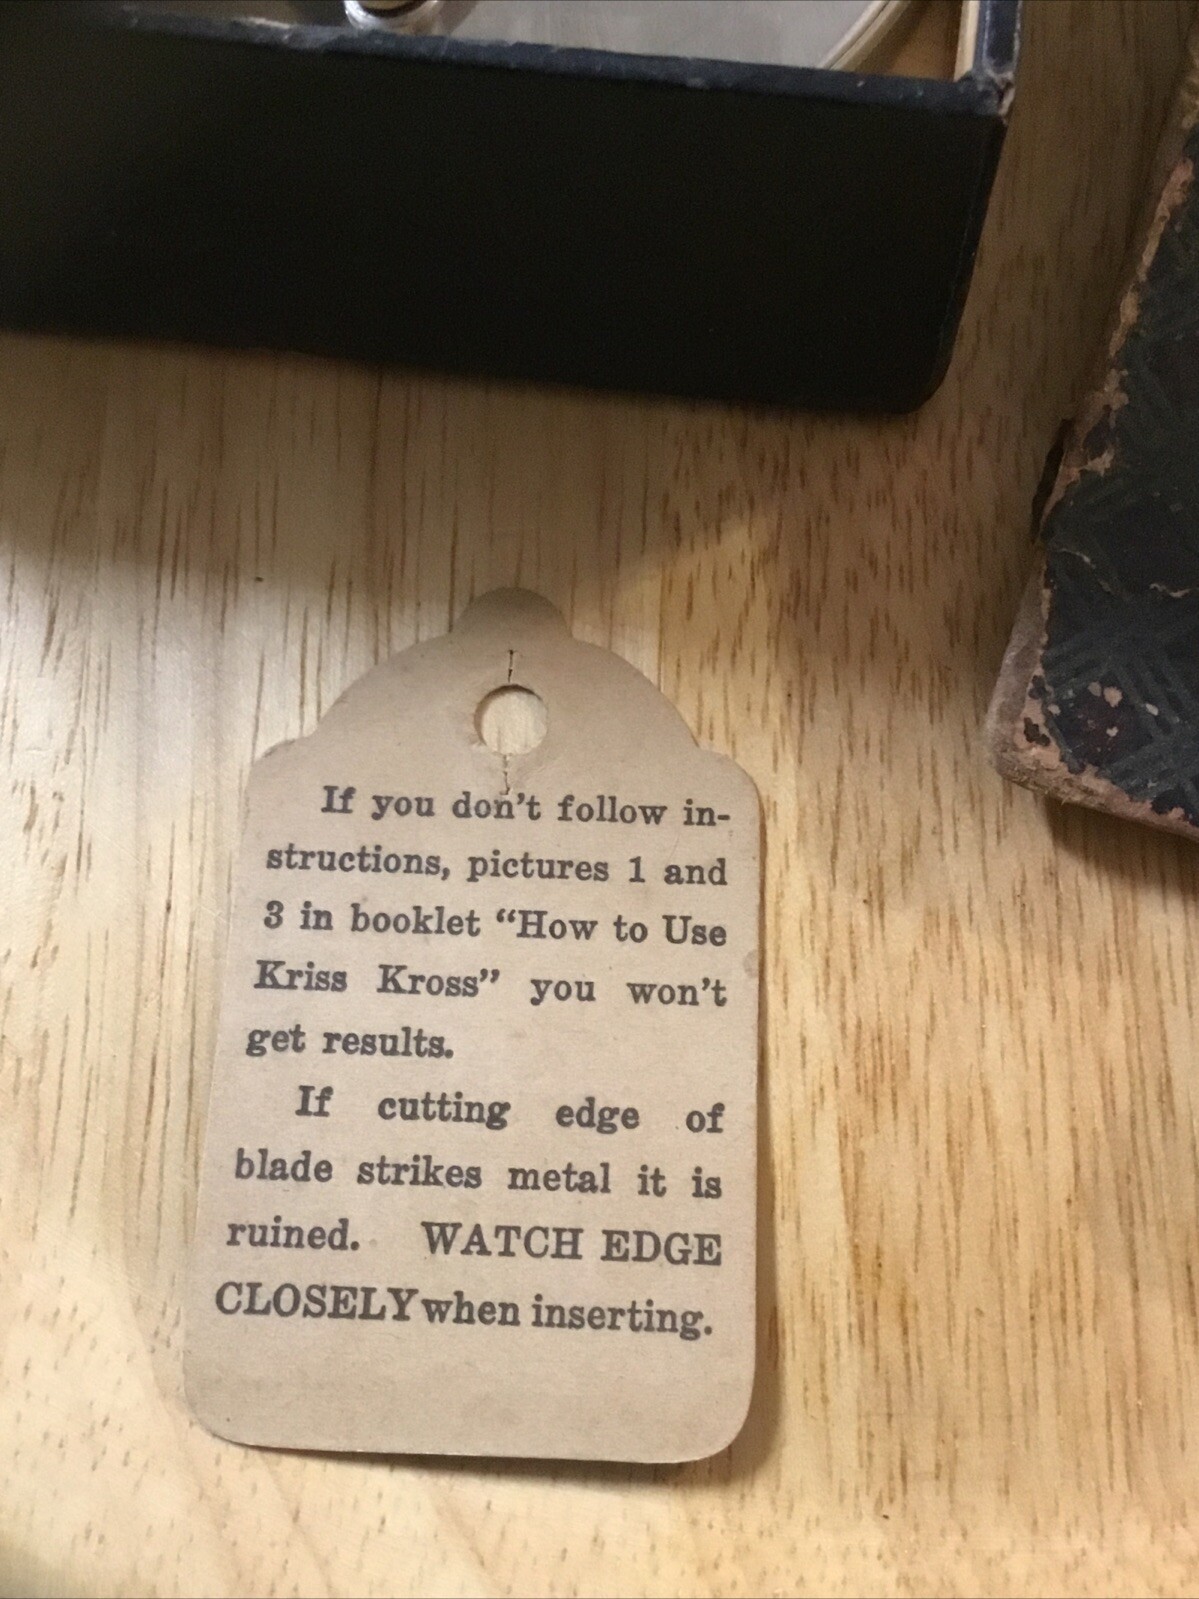 If you don't follow in-
structions, pictures 1 and
3 in booklet “How to Use
Kriss Kross” you won't
get results.
If cutting edge of
blade strikes metal it is
ruined. WATCH EDGE
CLOSELY when inserting.